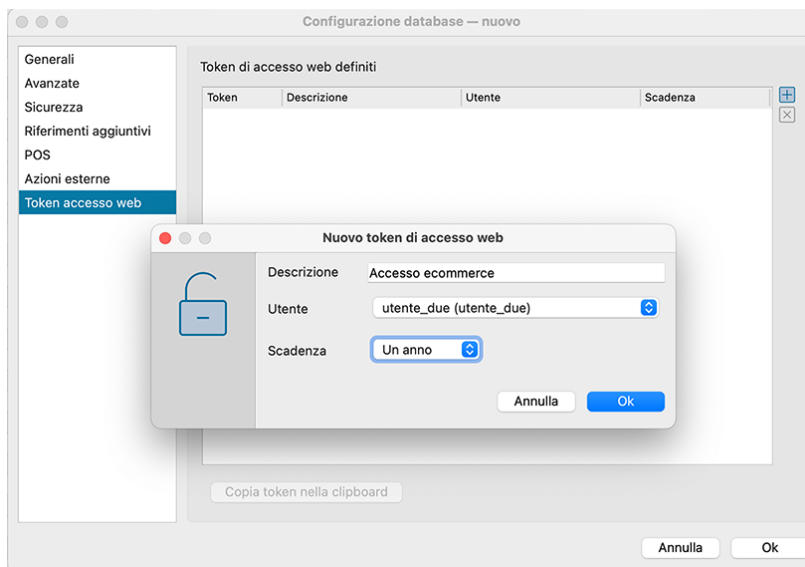 Configurazione database — nuovo
Generali
Avanzate
Sicurezza
Riferimenti aggiuntivi
POS
Azioni esterne
Token accesso web
Token di accesso web definiti
Token Descrizione Utente Scadenza
Nuovo token di accesso web
Descrizione Accesso ecommerce
Utente utente_due (utente_due)
Scadenza Un anno
Annulla Ok
Copia token nella clipboard
Annulla Ok